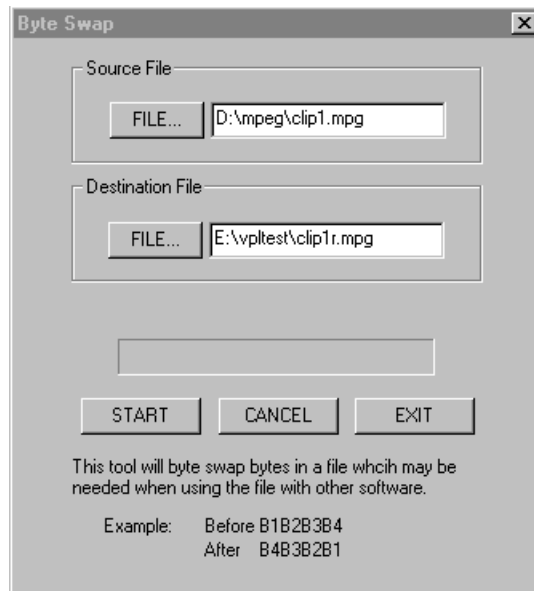 Byte Swap
Source File
FILE... D:\mpeg\clip1.mpg
Destination File
FILE... E:\vpltest\clip1r.mpg
START CANCEL EXIT
This tool will byte swap bytes in a file whcih may be
needed when using the file with other software.
Example: Before B1B2B3B4
After B4B3B2B1